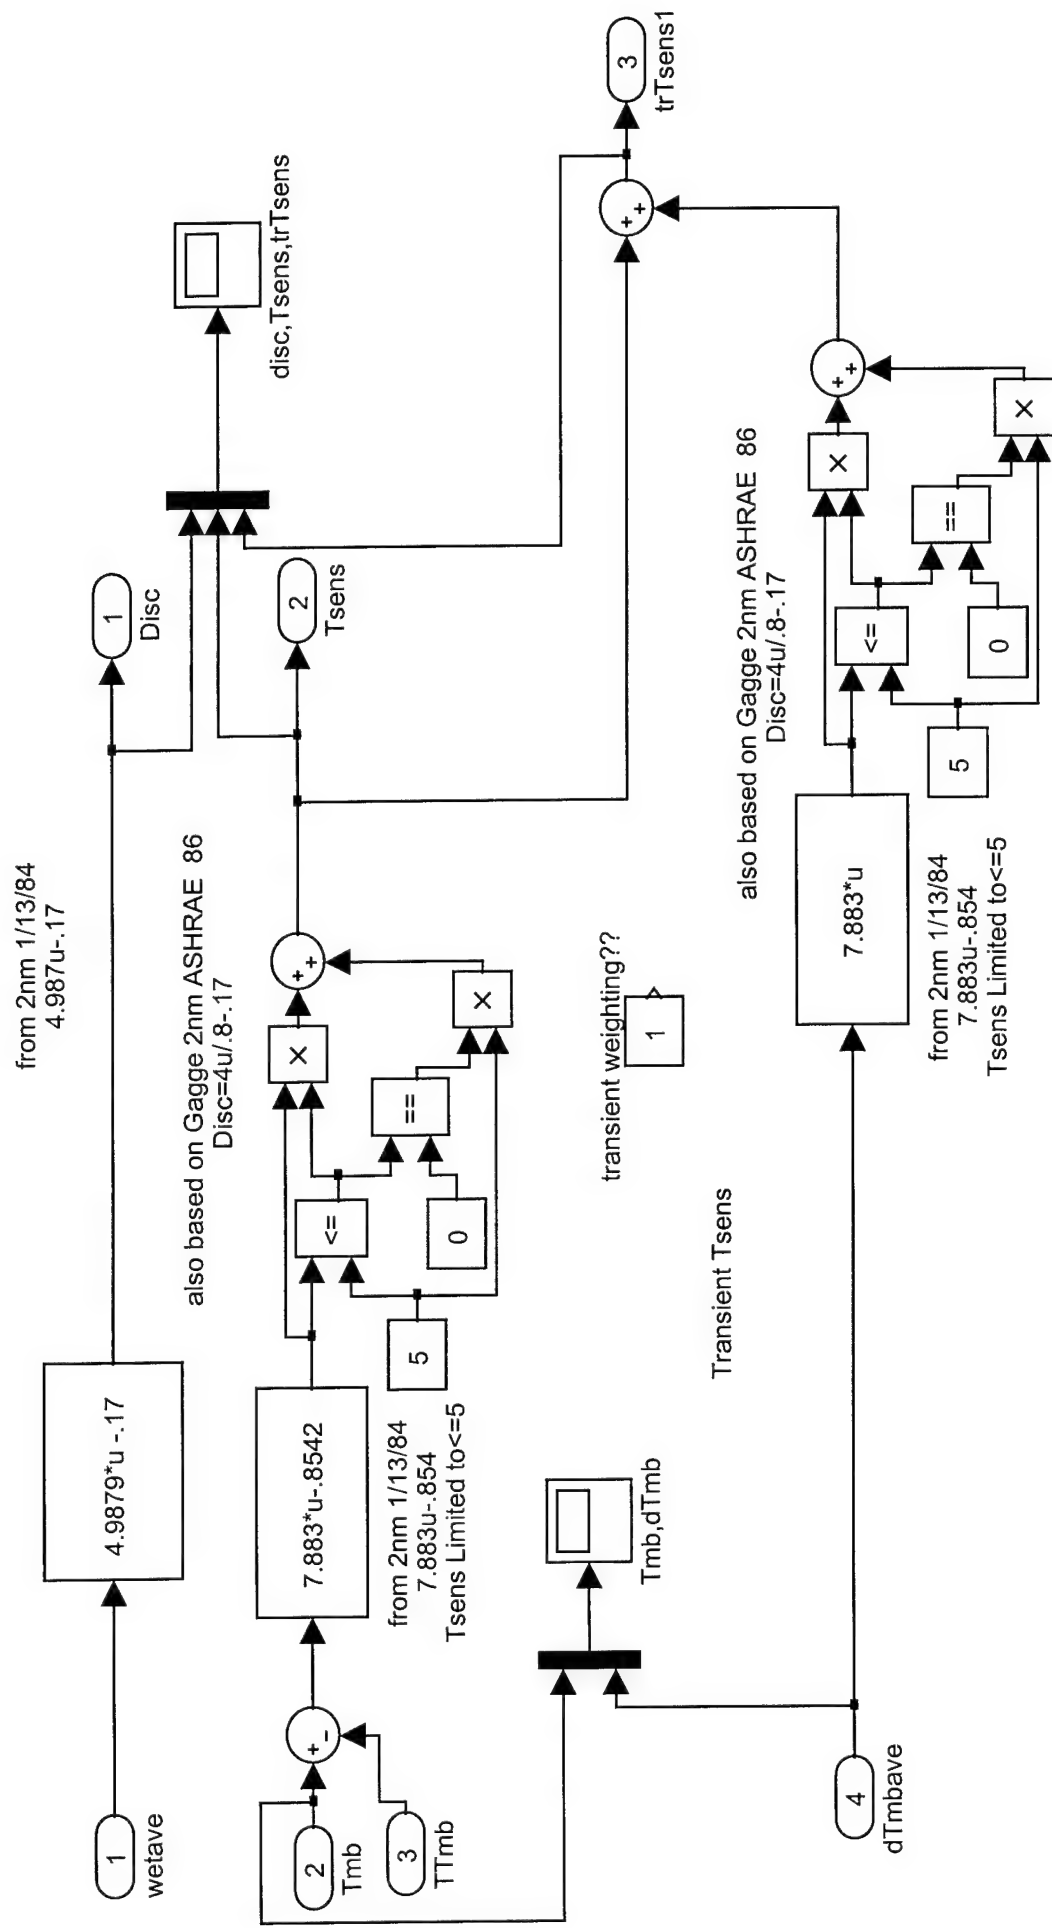 from 2nm 1/13/84
4.987u-.17
1
wetave
4.9879*u -.17
1
Disc
disc,Tsens,trTsens
also based on Gagge 2nm ASHRAE 86
Disc=4u/.8-.17
2
Tmb
3
TTmb
+
-
7.883*u-.8542
from 2nm 1/13/84
7.883u-.854
Tsens Limited to<=5
5
<=
0
==
×
×
+
+
2
Tsens
+
+
3
trTsens1
Tmb,dTmb
transient weighting??
1
Transient Tsens
also based on Gagge 2nm ASHRAE 86
Disc=4u/.8-.17
4
dTmbave
7.883*u
from 2nm 1/13/84
7.883u-.854
Tsens Limited to<=5
5
<=
0
==
×
×
+
+